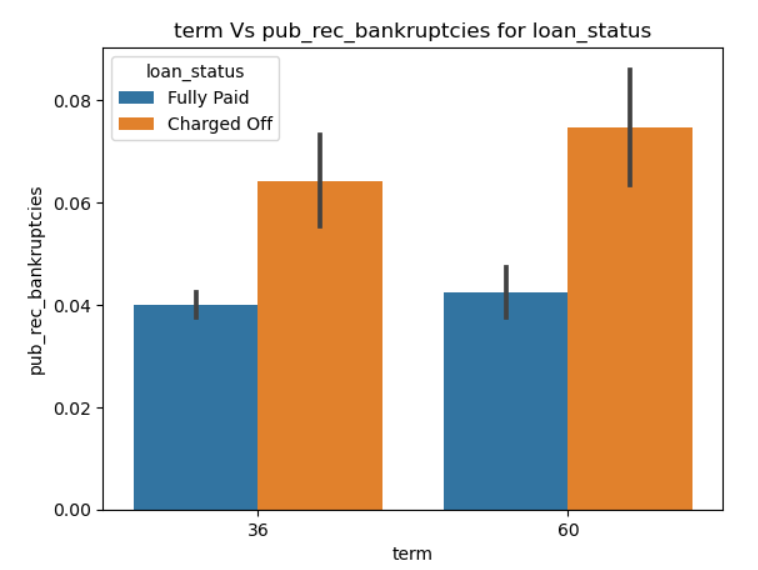 term Vs pub_rec_bankruptcies for loan_status
loan_status
Fully Paid
Charged Off
pub_rec_bankruptcies
0.08
0.06
0.04
0.02
0.00
36 60
term